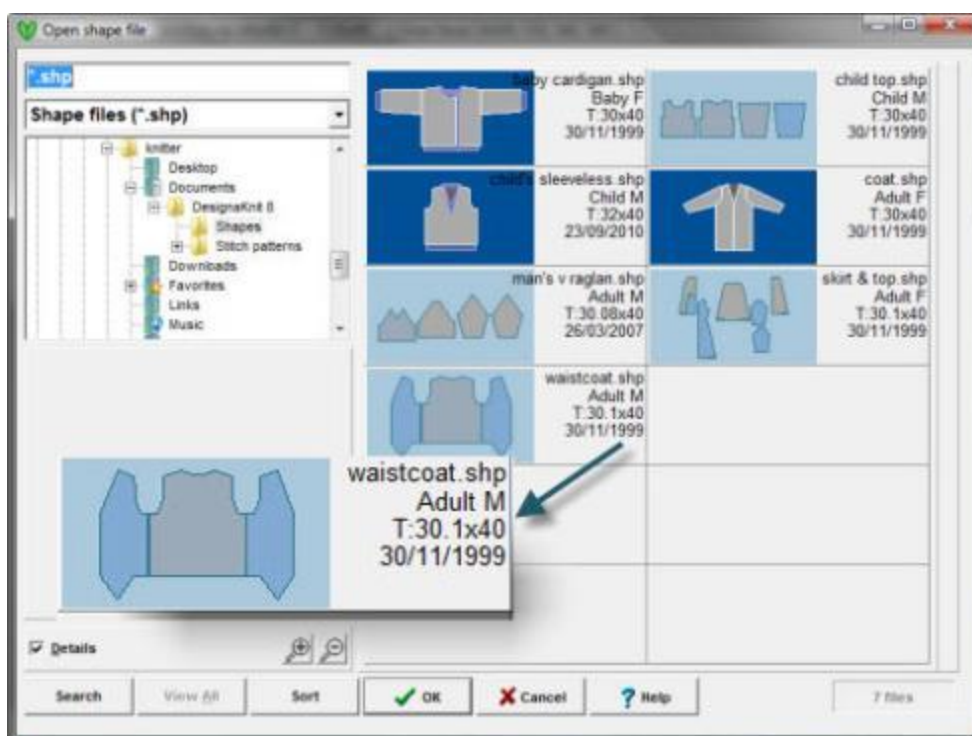 Open shape file
*.shp
Shape files (*.shp)
knitter
Desktop
Documents
DesignaKnit 8
Shapes
Stitch patterns
Downloads
Favorites
Links
Music
baby cardigan.shp
Baby F
T:30x40
30/11/1999
child top.shp
Child M
T:30x40
30/11/1999
child's sleeveless.shp
Child M
T:32x40
23/09/2010
coat.shp
Adult F
T:30x40
30/11/1999
man's v raglan.shp
Adult M
T:30.08x40
26/03/2007
skirt & top.shp
Adult F
T:30.1x40
30/11/1999
waistcoat.shp
Adult M
T:30.1x40
30/11/1999
waistcoat.shp
Adult M
T:30.1x40
30/11/1999
Details
Search
View All
Sort
OK
Cancel
Help
7 files